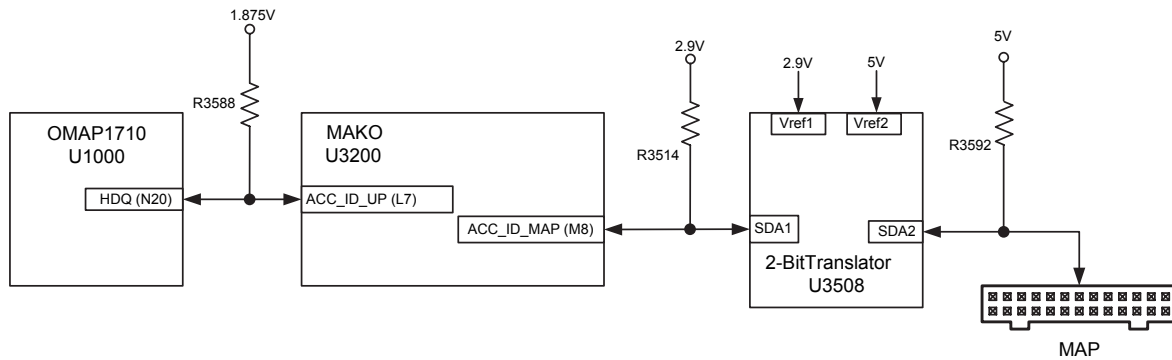 1.875V
2.9V
5V
2.9V
5V
R3588
OMAP1710
U1000
MAKO
U3200
Vref1
Vref2
R3514
R3592
HDQ (N20)
ACC_ID_UP (L7)
ACC_ID_MAP (M8)
SDA1
SDA2
2-BitTranslator
U3508
MAP